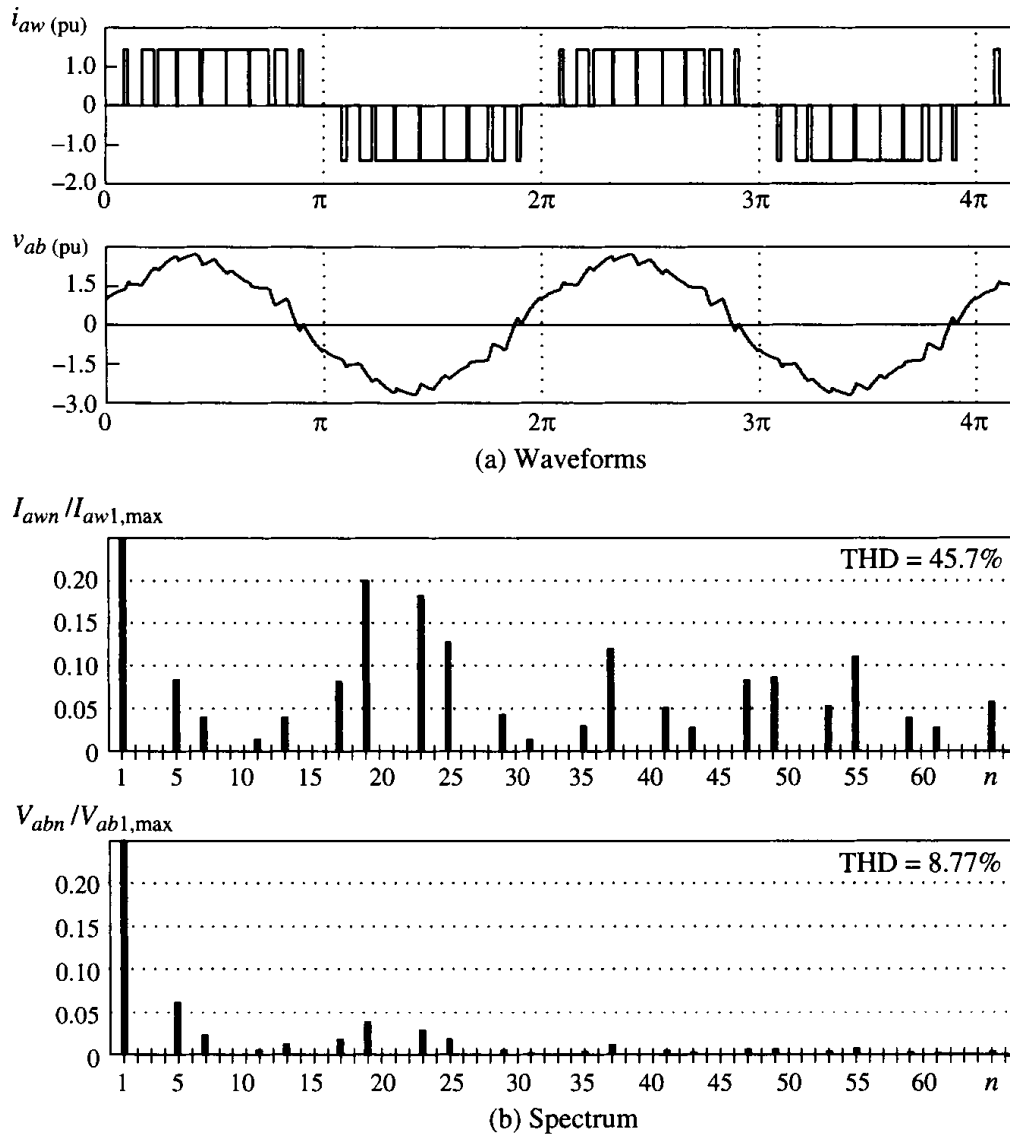 i_aw (pu)
1.0
0
−1.0
−2.0
0 π 2π 3π 4π
v_ab (pu)
1.5
0
−1.5
−3.0
0 π 2π 3π 4π
(a) Waveforms
I_awn / I_aw1,max
THD = 45.7%
0.20
0.15
0.10
0.05
0
1 5 10 15 20 25 30 35 40 45 50 55 60 n
V_abn / V_ab1,max
THD = 8.77%
0.20
0.15
0.10
0.05
0
1 5 10 15 20 25 30 35 40 45 50 55 60 n
(b) Spectrum